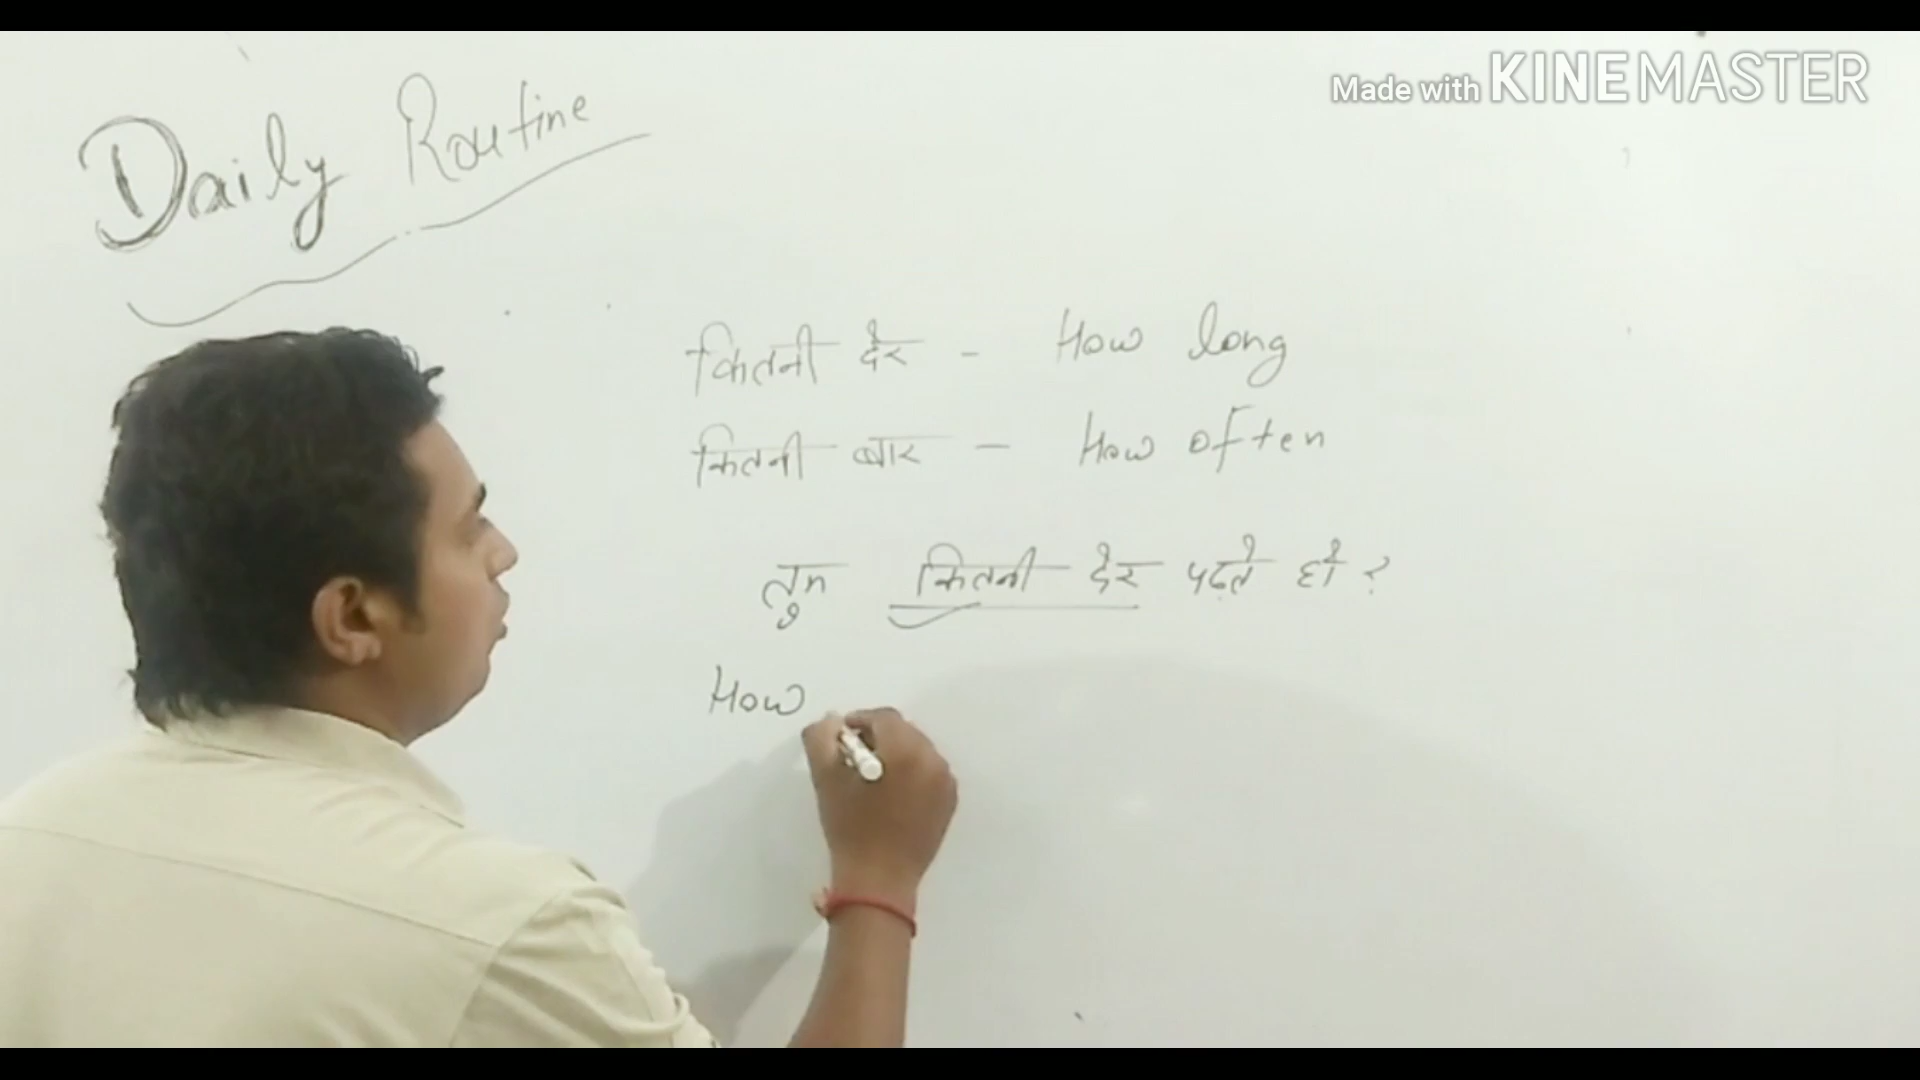 Made with KINEMASTER
Daily Routine
कितनी देर - How long
कितनी बार - How often
तुम कितनी देर पढ़ते हो ?
How